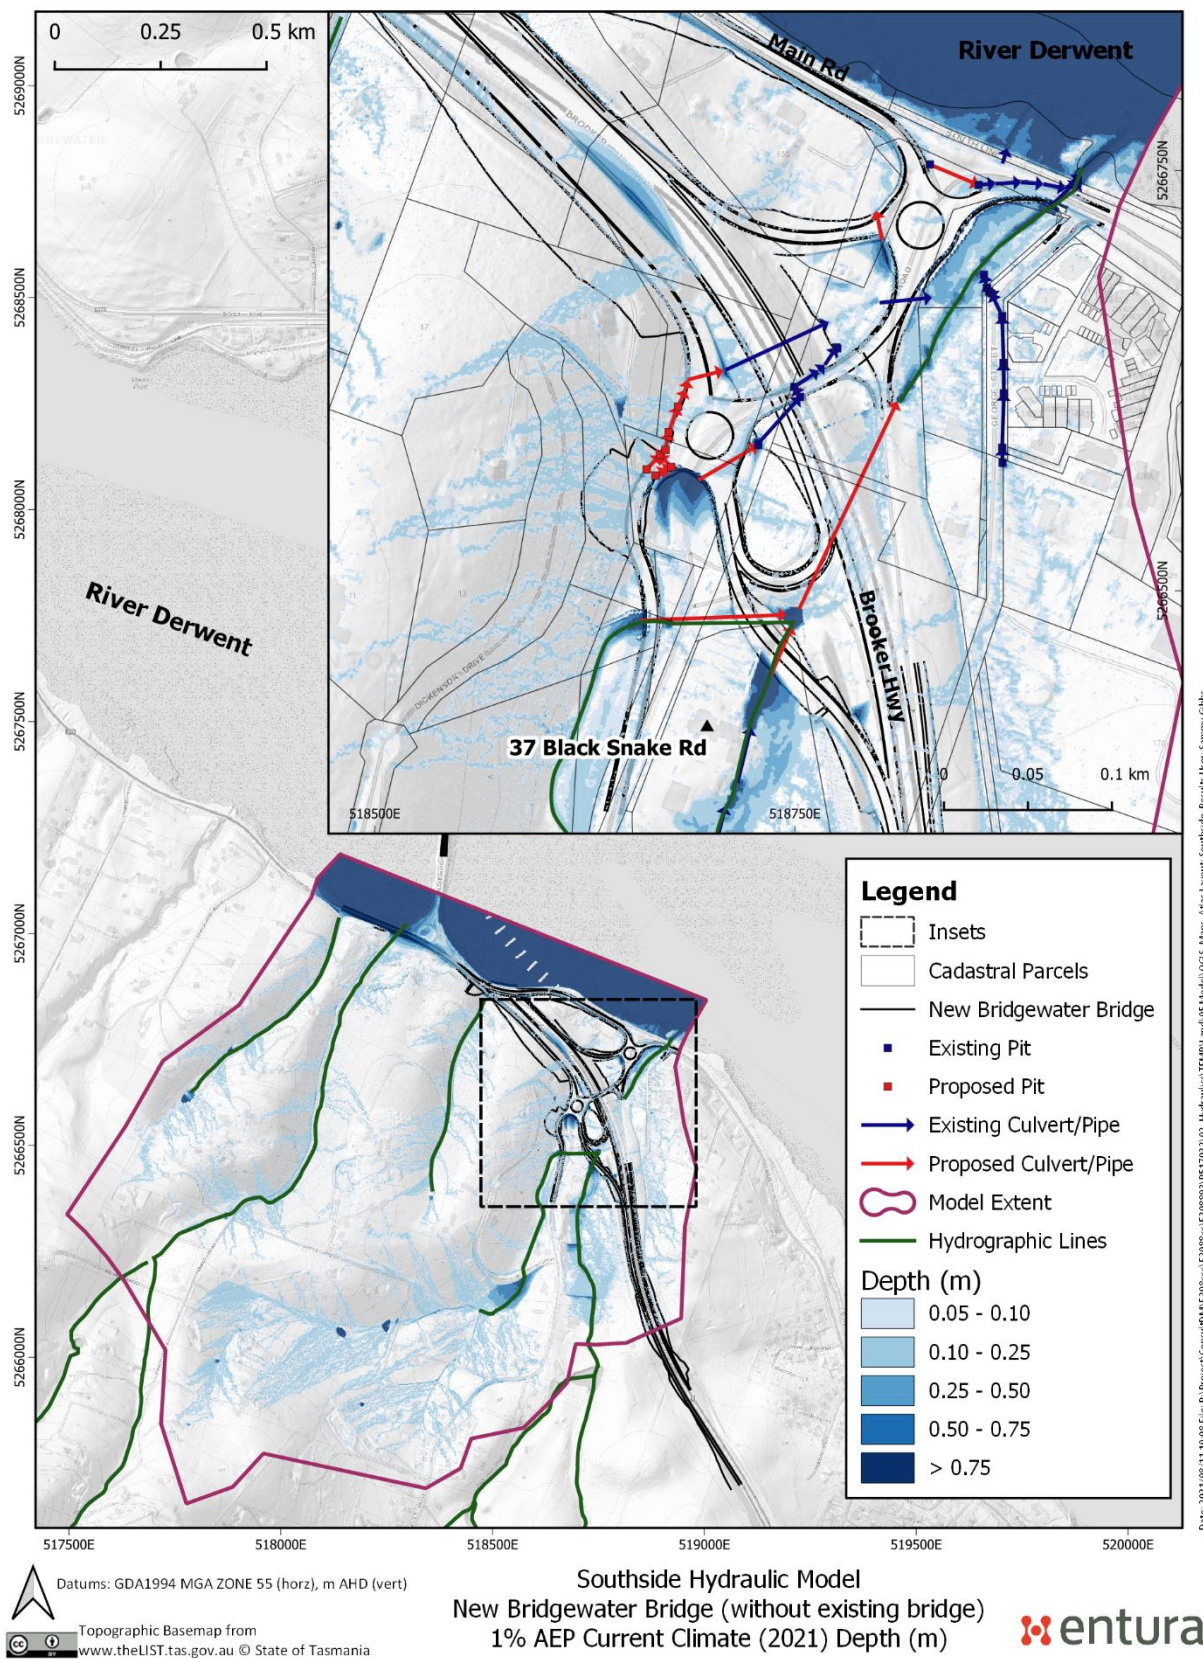 0 0.25 0.5 km
Main Rd
River Derwent
5269000N
5266750N
5268500N
5268000N
5266500N
River Derwent
DICKENSON DRIVE
GEORGE STREET
Brooker Hwy
5267500N
37 Black Snake Rd
0 0.05 0.1 km
518500E
518750E
5267000N
5266500N
5266000N
Legend
Insets
Cadastral Parcels
New Bridgewater Bridge
Existing Pit
Proposed Pit
Existing Culvert/Pipe
Proposed Culvert/Pipe
Model Extent
Hydrographic Lines
Depth (m)
0.05 - 0.10
0.10 - 0.25
0.25 - 0.50
0.50 - 0.75
> 0.75
517500E
518000E
518500E
519000E
519500E
520000E
Datums: GDA1994 MGA ZONE 55 (horz), m AHD (vert)
Topographic Basemap from
www.theLIST.tas.gov.au © State of Tasmania
cc BY
Southside Hydraulic Model
New Bridgewater Bridge (without existing bridge)
1% AEP Current Climate (2021) Depth (m)
entura